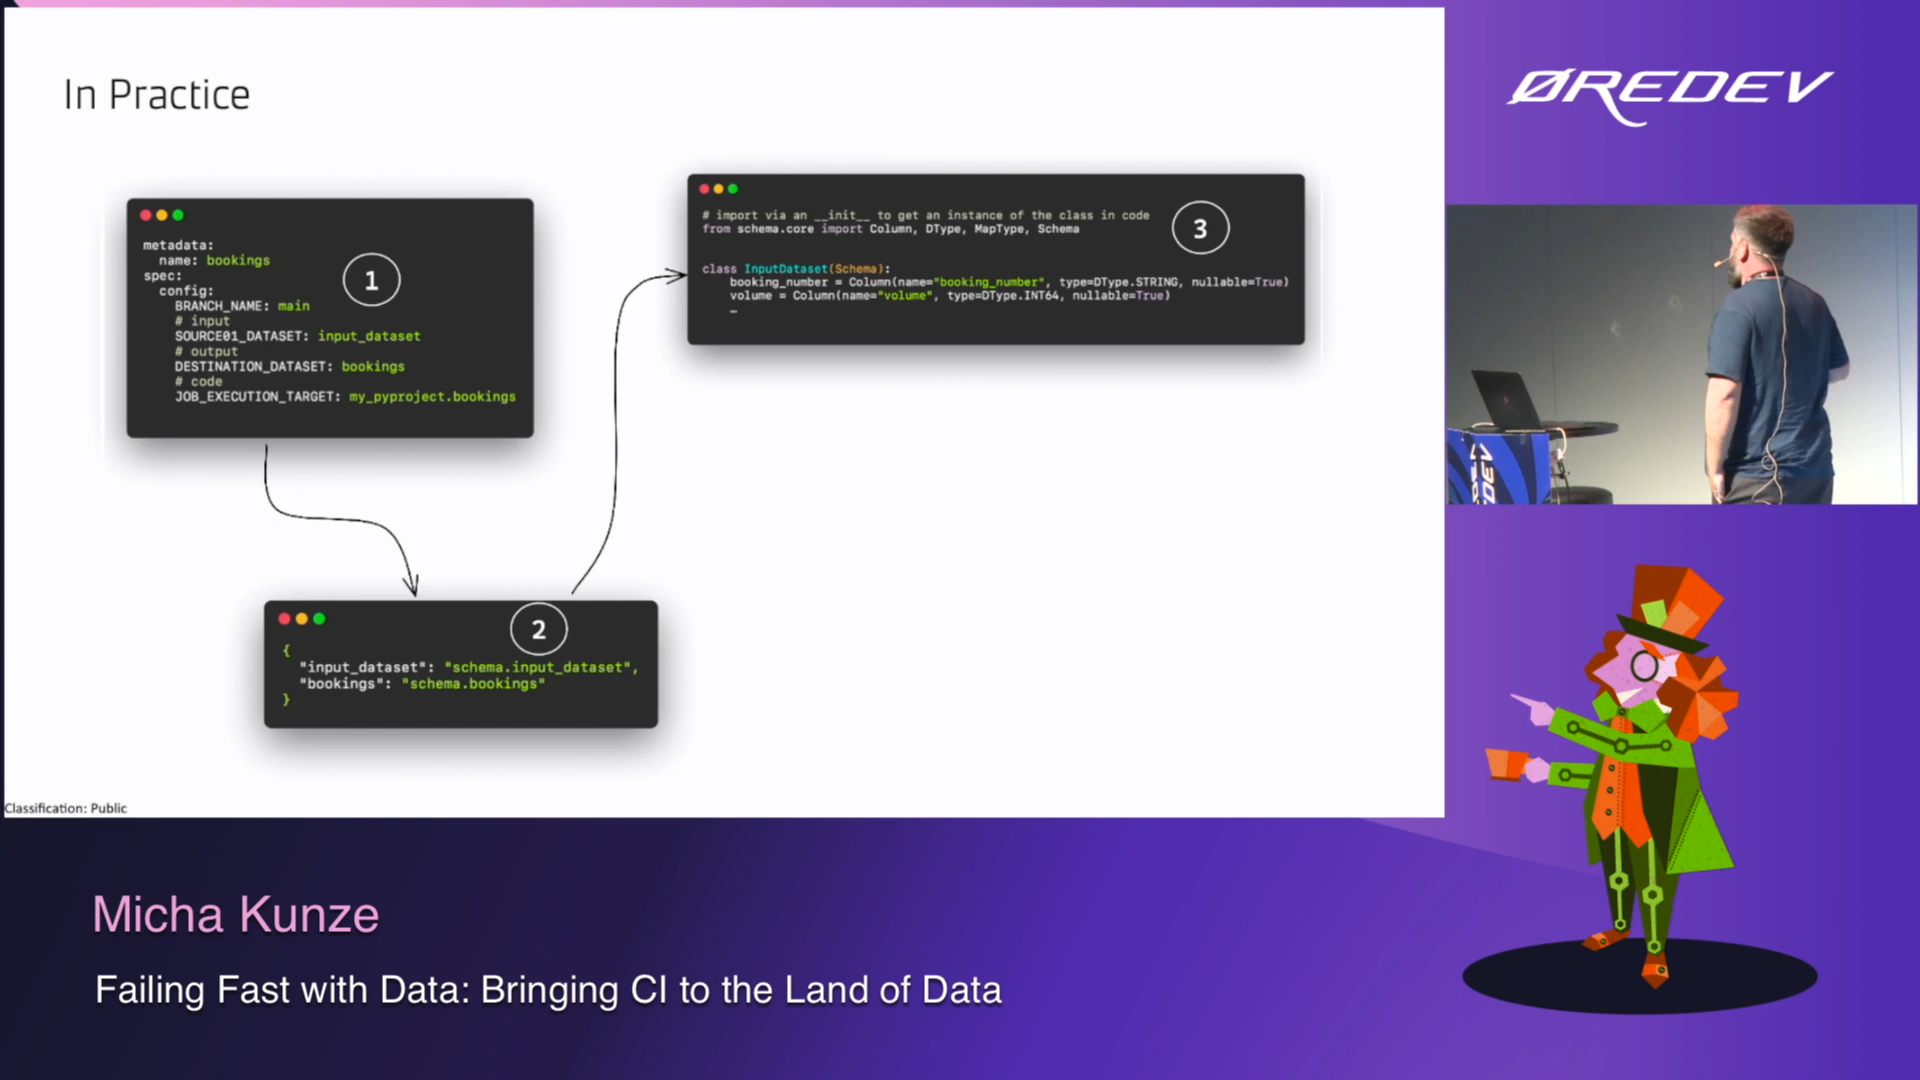 In Practice
metadata:
name: bookings
spec:
config:
BRANCH_NAME: main
# input
SOURCE01_DATASET: input_dataset
# output
DESTINATION_DATASET: bookings
# code
JOB_EXECUTION_TARGET: my_pyproject.bookings
1
{
"input_dataset": "schema.input_dataset",
"bookings": "schema.bookings"
}
2
# import via an __init__ to get an instance of the class in code
from schema.core import Column, DType, MapType, Schema
class InputDataset(Schema):
booking_number = Column(name="booking_number", type=DType.STRING, nullable=True)
volume = Column(name="volume", type=DType.INT64, nullable=True)
…
3
Classification: Public
ØREDEV
Micha Kunze
Failing Fast with Data: Bringing CI to the Land of Data